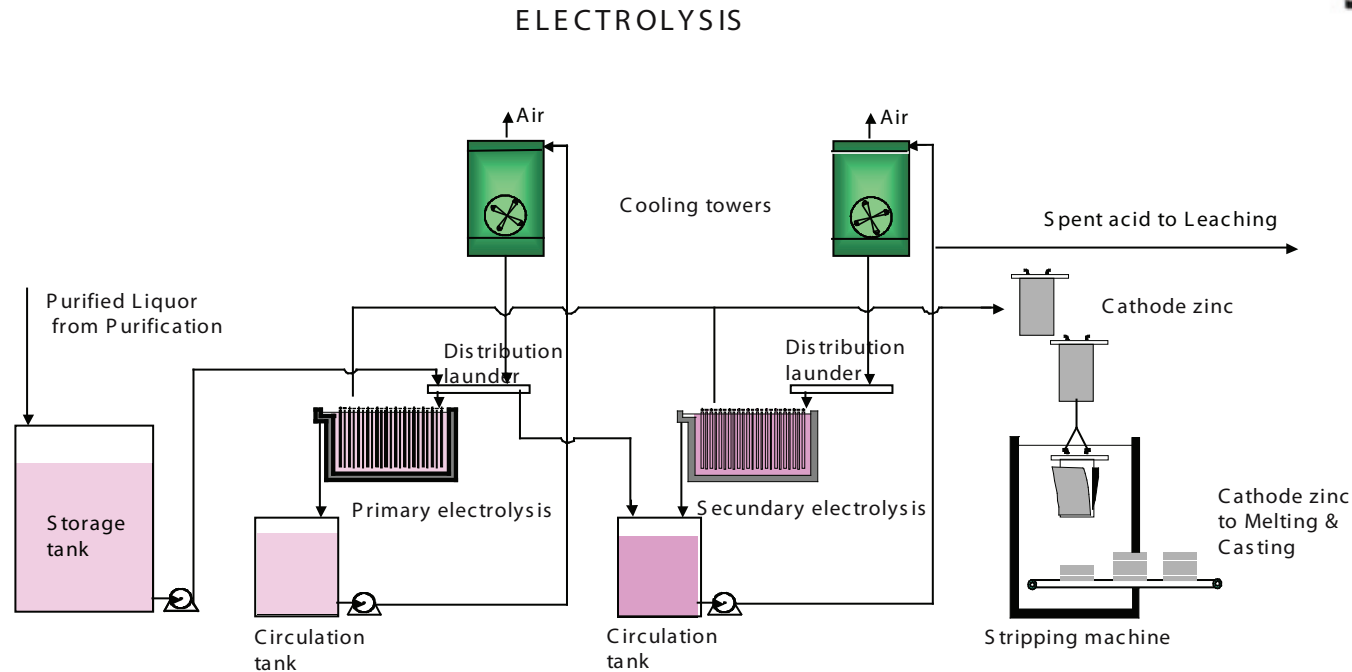 ELECTROLYSIS
Air
Air
Cooling towers
Spent acid to Leaching
Purified Liquor
from Purification
Cathode zinc
Distribution
launder
Distribution
launder
Storage
tank
Primary electrolysis
Secundary electrolysis
Cathode zinc
to Melting &
Casting
Circulation
tank
Circulation
tank
Stripping machine